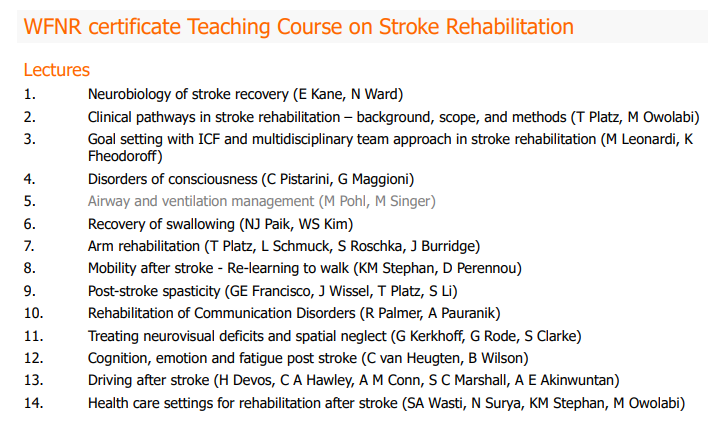 WFNR certificate Teaching Course on Stroke Rehabilitation
Lectures
1. Neurobiology of stroke recovery (E Kane, N Ward)
2. Clinical pathways in stroke rehabilitation – background, scope, and methods (T Platz, M Owolabi)
3. Goal setting with ICF and multidisciplinary team approach in stroke rehabilitation (M Leonardi, K
Fheodoroff)
4. Disorders of consciousness (C Pistarini, G Maggioni)
5. Airway and ventilation management (M Pohl, M Singer)
6. Recovery of swallowing (NJ Paik, WS Kim)
7. Arm rehabilitation (T Platz, L Schmuck, S Roschka, J Burridge)
8. Mobility after stroke - Re-learning to walk (KM Stephan, D Perennou)
9. Post-stroke spasticity (GE Francisco, J Wissel, T Platz, S Li)
10. Rehabilitation of Communication Disorders (R Palmer, A Pauranik)
11. Treating neurovisual deficits and spatial neglect (G Kerkhoff, G Rode, S Clarke)
12. Cognition, emotion and fatigue post stroke (C van Heugten, B Wilson)
13. Driving after stroke (H Devos, C A Hawley, A M Conn, S C Marshall, A E Akinwuntan)
14. Health care settings for rehabilitation after stroke (SA Wasti, N Surya, KM Stephan, M Owolabi)